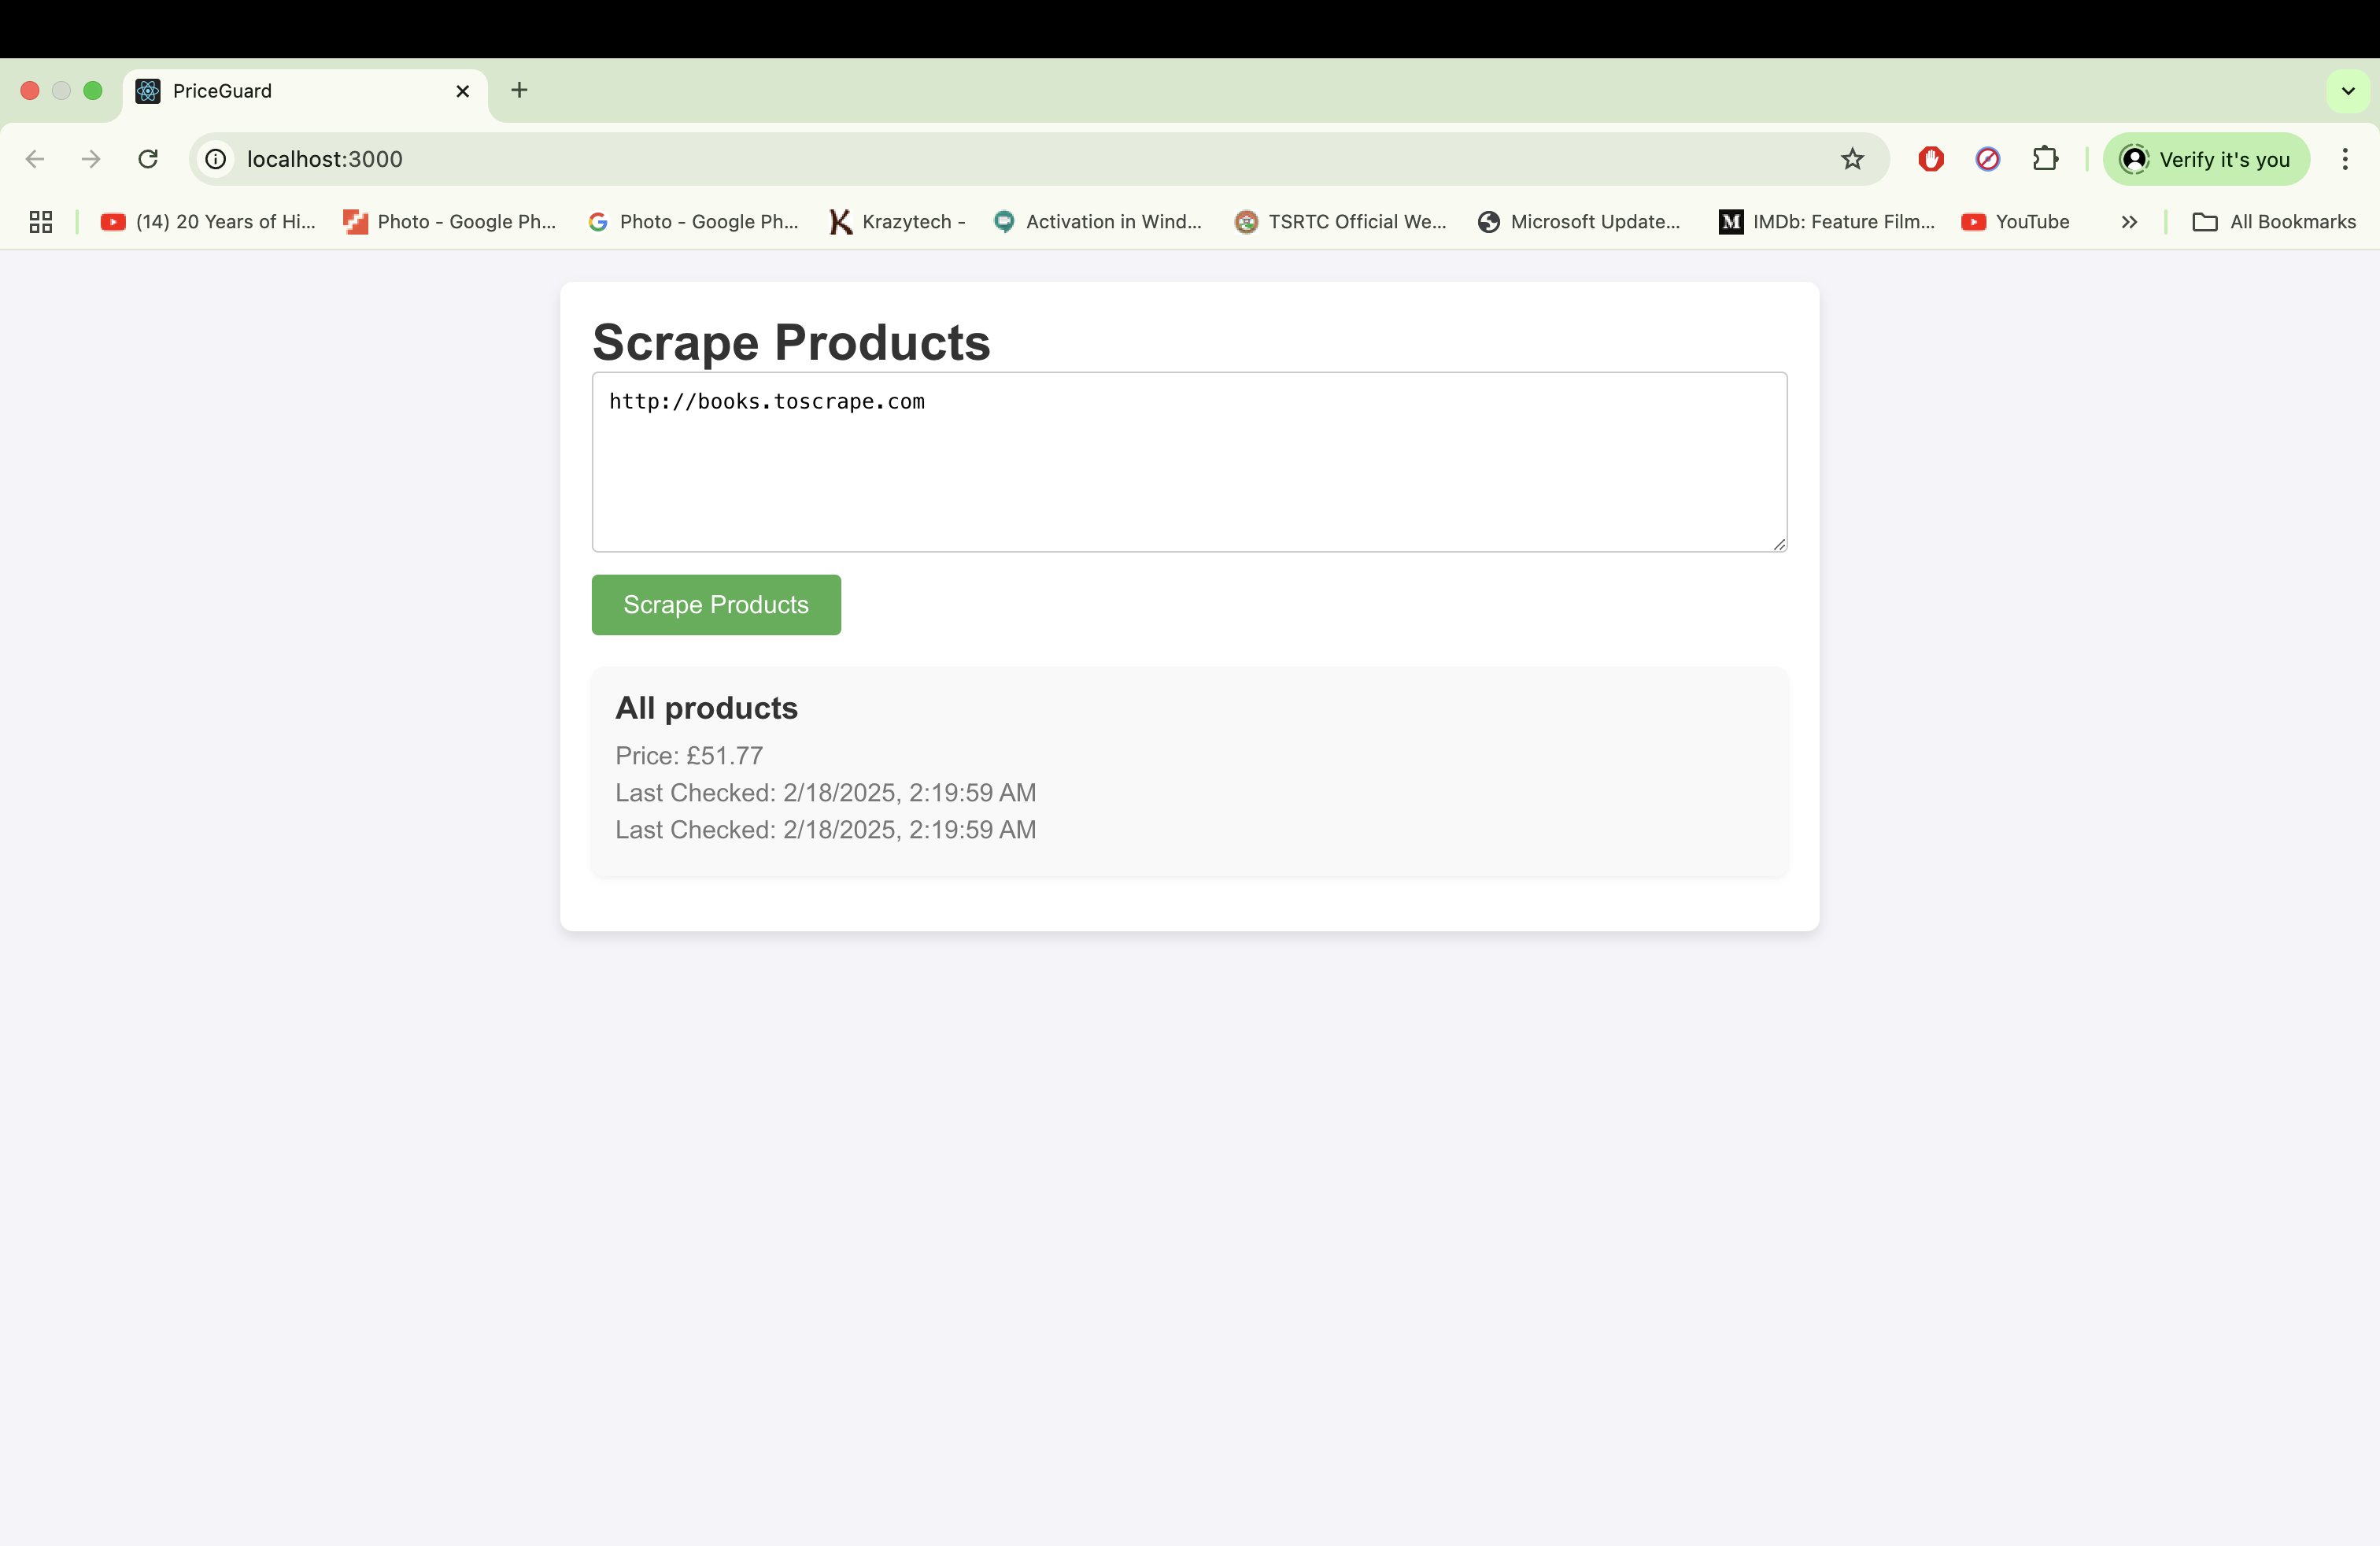 PriceGuard
localhost:3000
Verify it's you
(14) 20 Years of Hi... Photo - Google Ph... Photo - Google Ph... Krazytech - Activation in Wind... TSRTC Official We... Microsoft Update... M IMDb: Feature Film... YouTube All Bookmarks
Scrape Products
http://books.toscrape.com
Scrape Products
All products
Price: £51.77
Last Checked: 2/18/2025, 2:19:59 AM
Last Checked: 2/18/2025, 2:19:59 AM